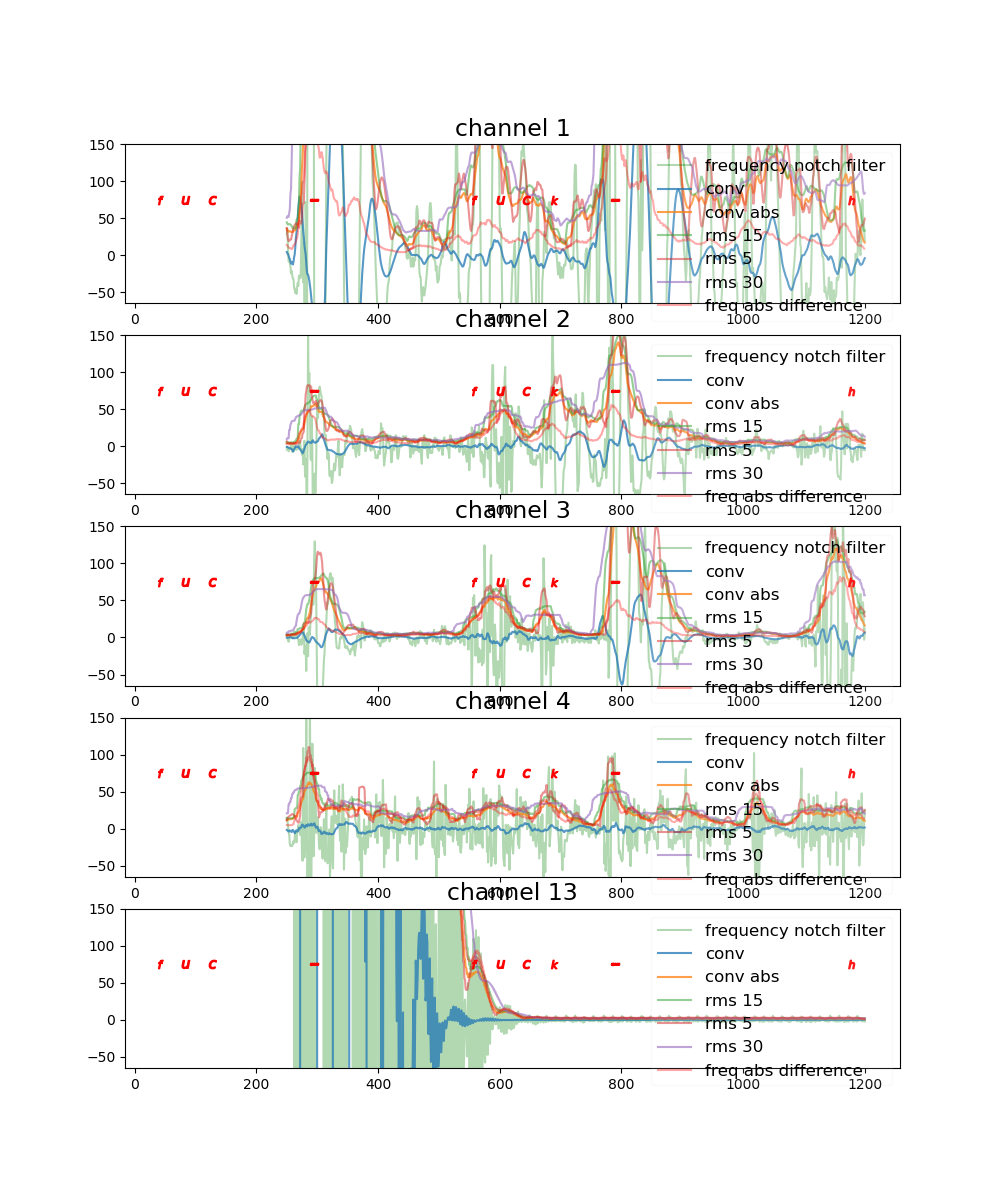 channel 1
150
100
50
0
−50
f u c – f u c k – h
frequency notch filter
conv
conv abs
rms 15
rms 5
rms 30
freq abs difference
0 200 400 600 800 1000 1200
channel 2
150
100
50
0
−50
f u c – f u c k – h
frequency notch filter
conv
conv abs
rms 15
rms 5
rms 30
freq abs difference
0 200 400 600 800 1000 1200
channel 3
150
100
50
0
−50
f u c – f u c k – h
frequency notch filter
conv
conv abs
rms 15
rms 5
rms 30
freq abs difference
0 200 400 600 800 1000 1200
channel 4
150
100
50
0
−50
f u c – f u c k – h
frequency notch filter
conv
conv abs
rms 15
rms 5
rms 30
freq abs difference
0 200 400 600 800 1000 1200
channel 13
150
100
50
0
−50
f u c – f u c k – h
frequency notch filter
conv
conv abs
rms 15
rms 5
rms 30
freq abs difference
0 200 400 600 800 1000 1200